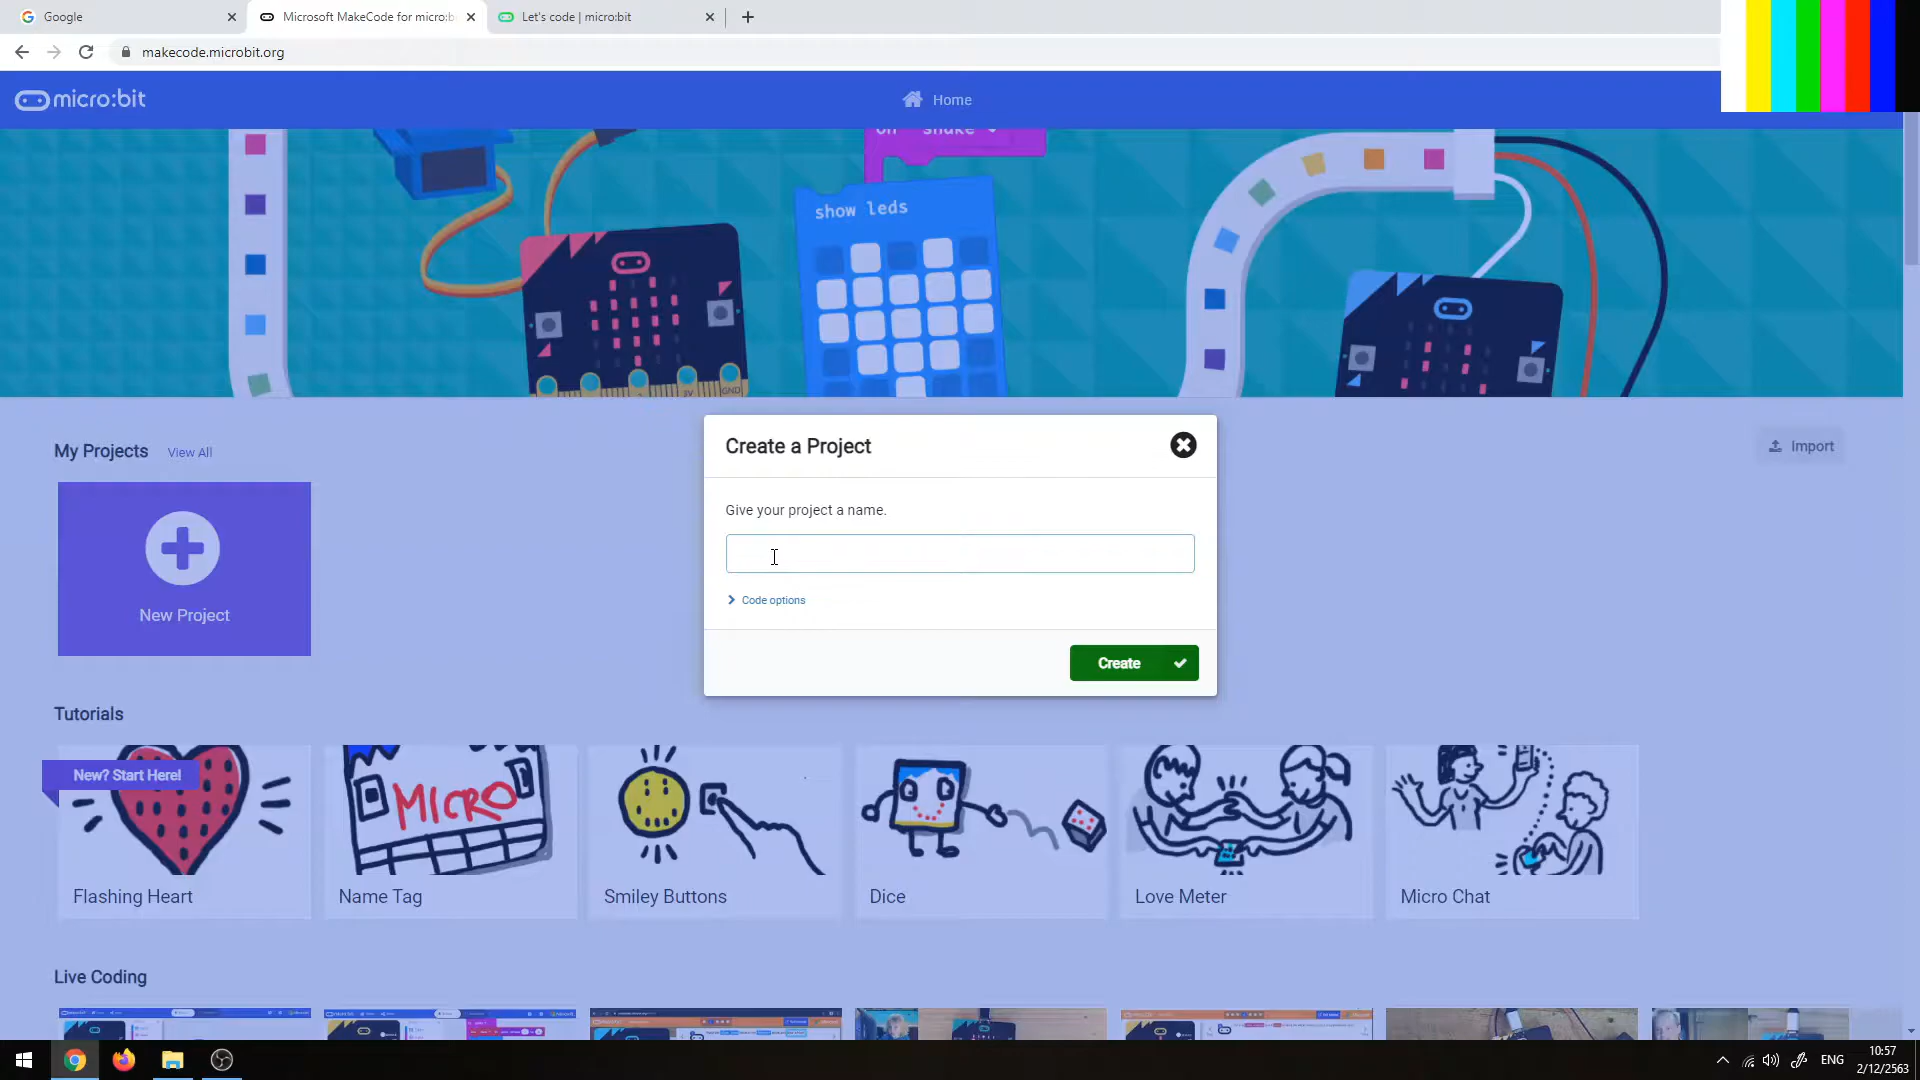 Google
Microsoft MakeCode for micro:b
Let's code | micro:bit
makecode.microbit.org
micro:bit
Home
on shake
show leds
GND
Create a Project
My Projects
View All
Import
Give your project a name.
Code options
New Project
Create
Tutorials
New? Start Here!
MICRO
Flashing Heart
Name Tag
Smiley Buttons
Dice
Love Meter
Micro Chat
Live Coding
ENG
10:57
2/12/2563